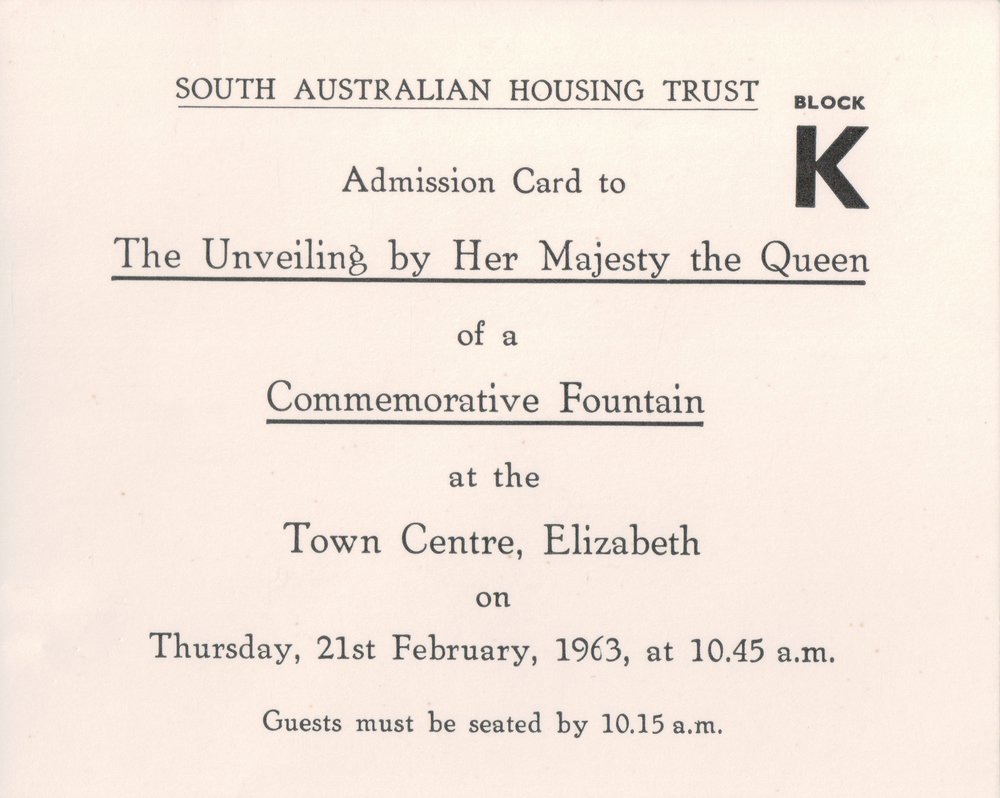 SOUTH AUSTRALIAN HOUSING TRUST
BLOCK
K
Admission Card to
The Unveiling by Her Majesty the Queen
of a
Commemorative Fountain
at the
Town Centre, Elizabeth
on
Thursday, 21st February, 1963, at 10.45 a.m.
Guests must be seated by 10.15 a.m.